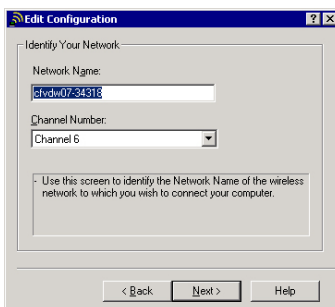 Edit Configuration
Identify Your Network
Network Name:
cfvdw07-34318
Channel Number:
Channel 6
- Use this screen to identify the Network Name of the wireless
network to which you wish to connect your computer.
< Back
Next >
Help